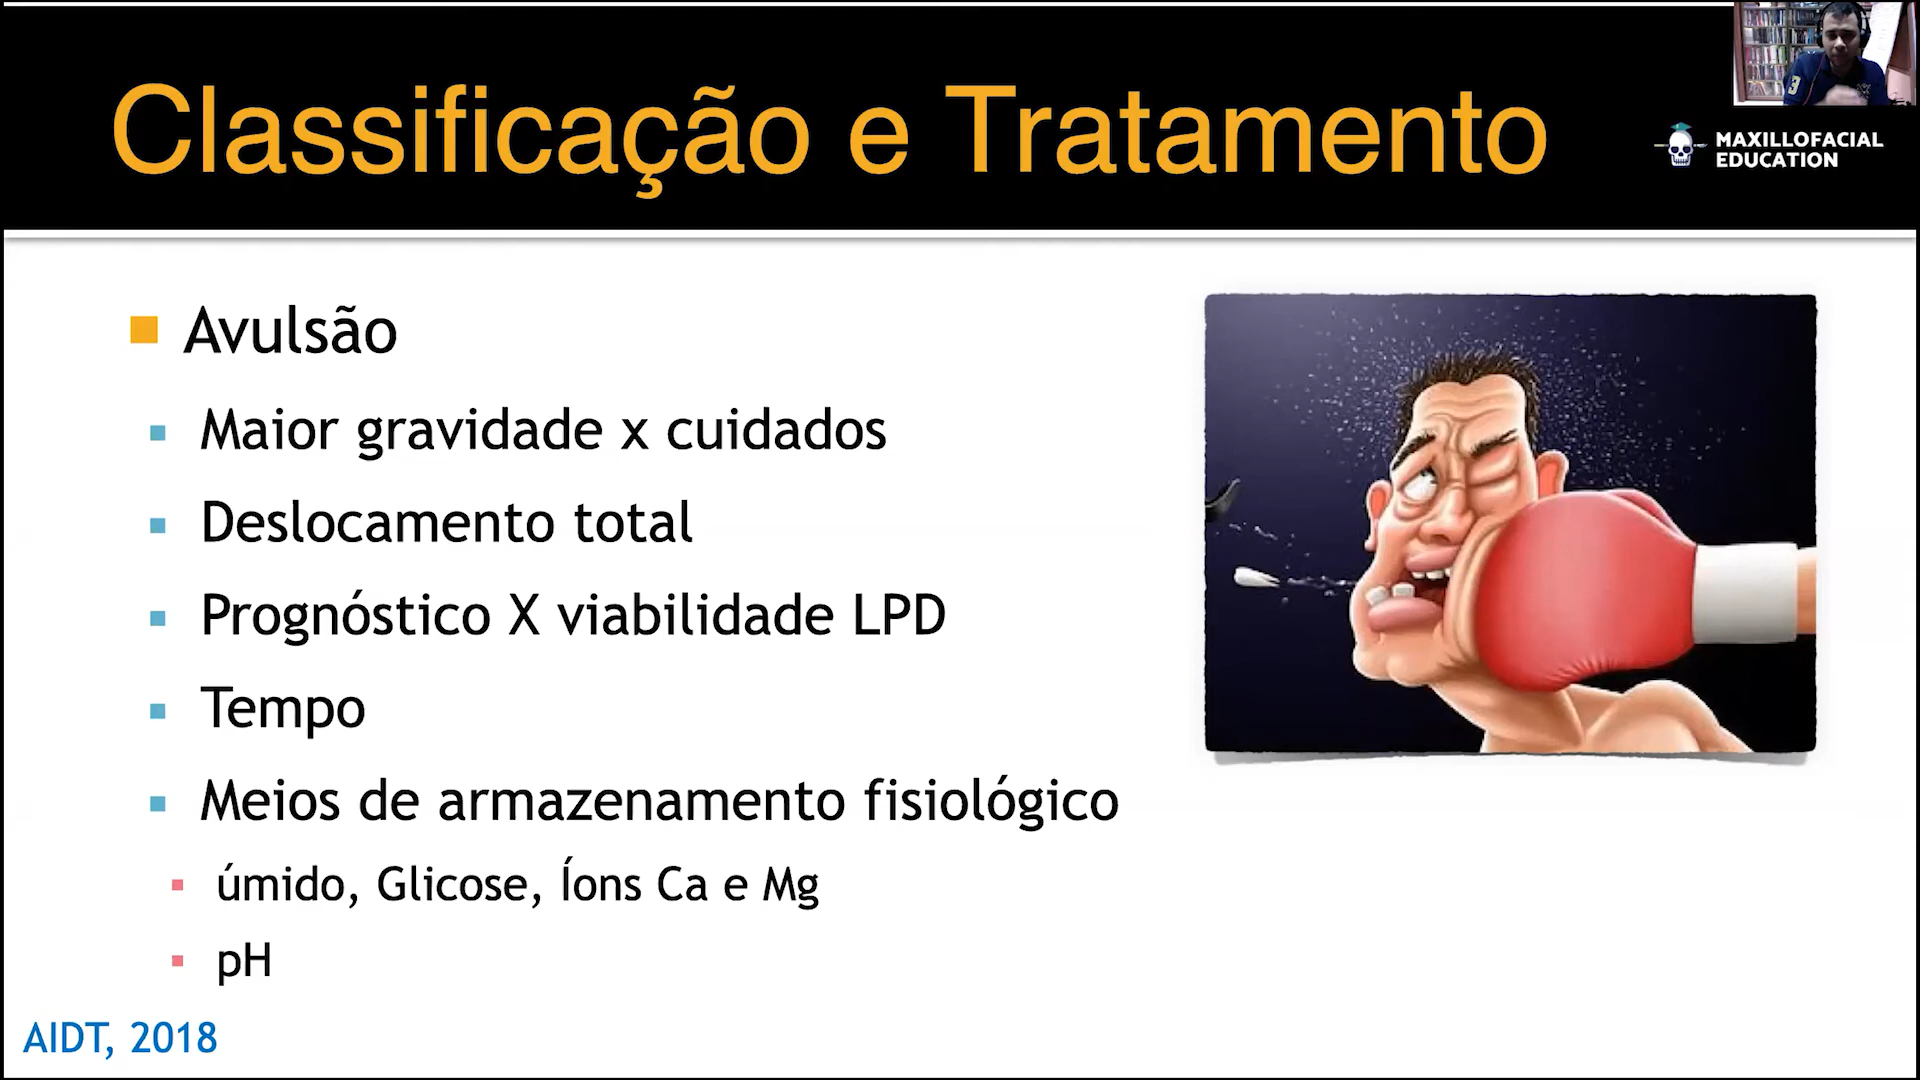 Classificação e Tratamento
MAXILLOFACIAL
EDUCATION
Avulsão
Maior gravidade x cuidados
Deslocamento total
Prognóstico X viabilidade LPD
Tempo
Meios de armazenamento fisiológico
úmido, Glicose, Íons Ca e Mg
pH
AIDT, 2018